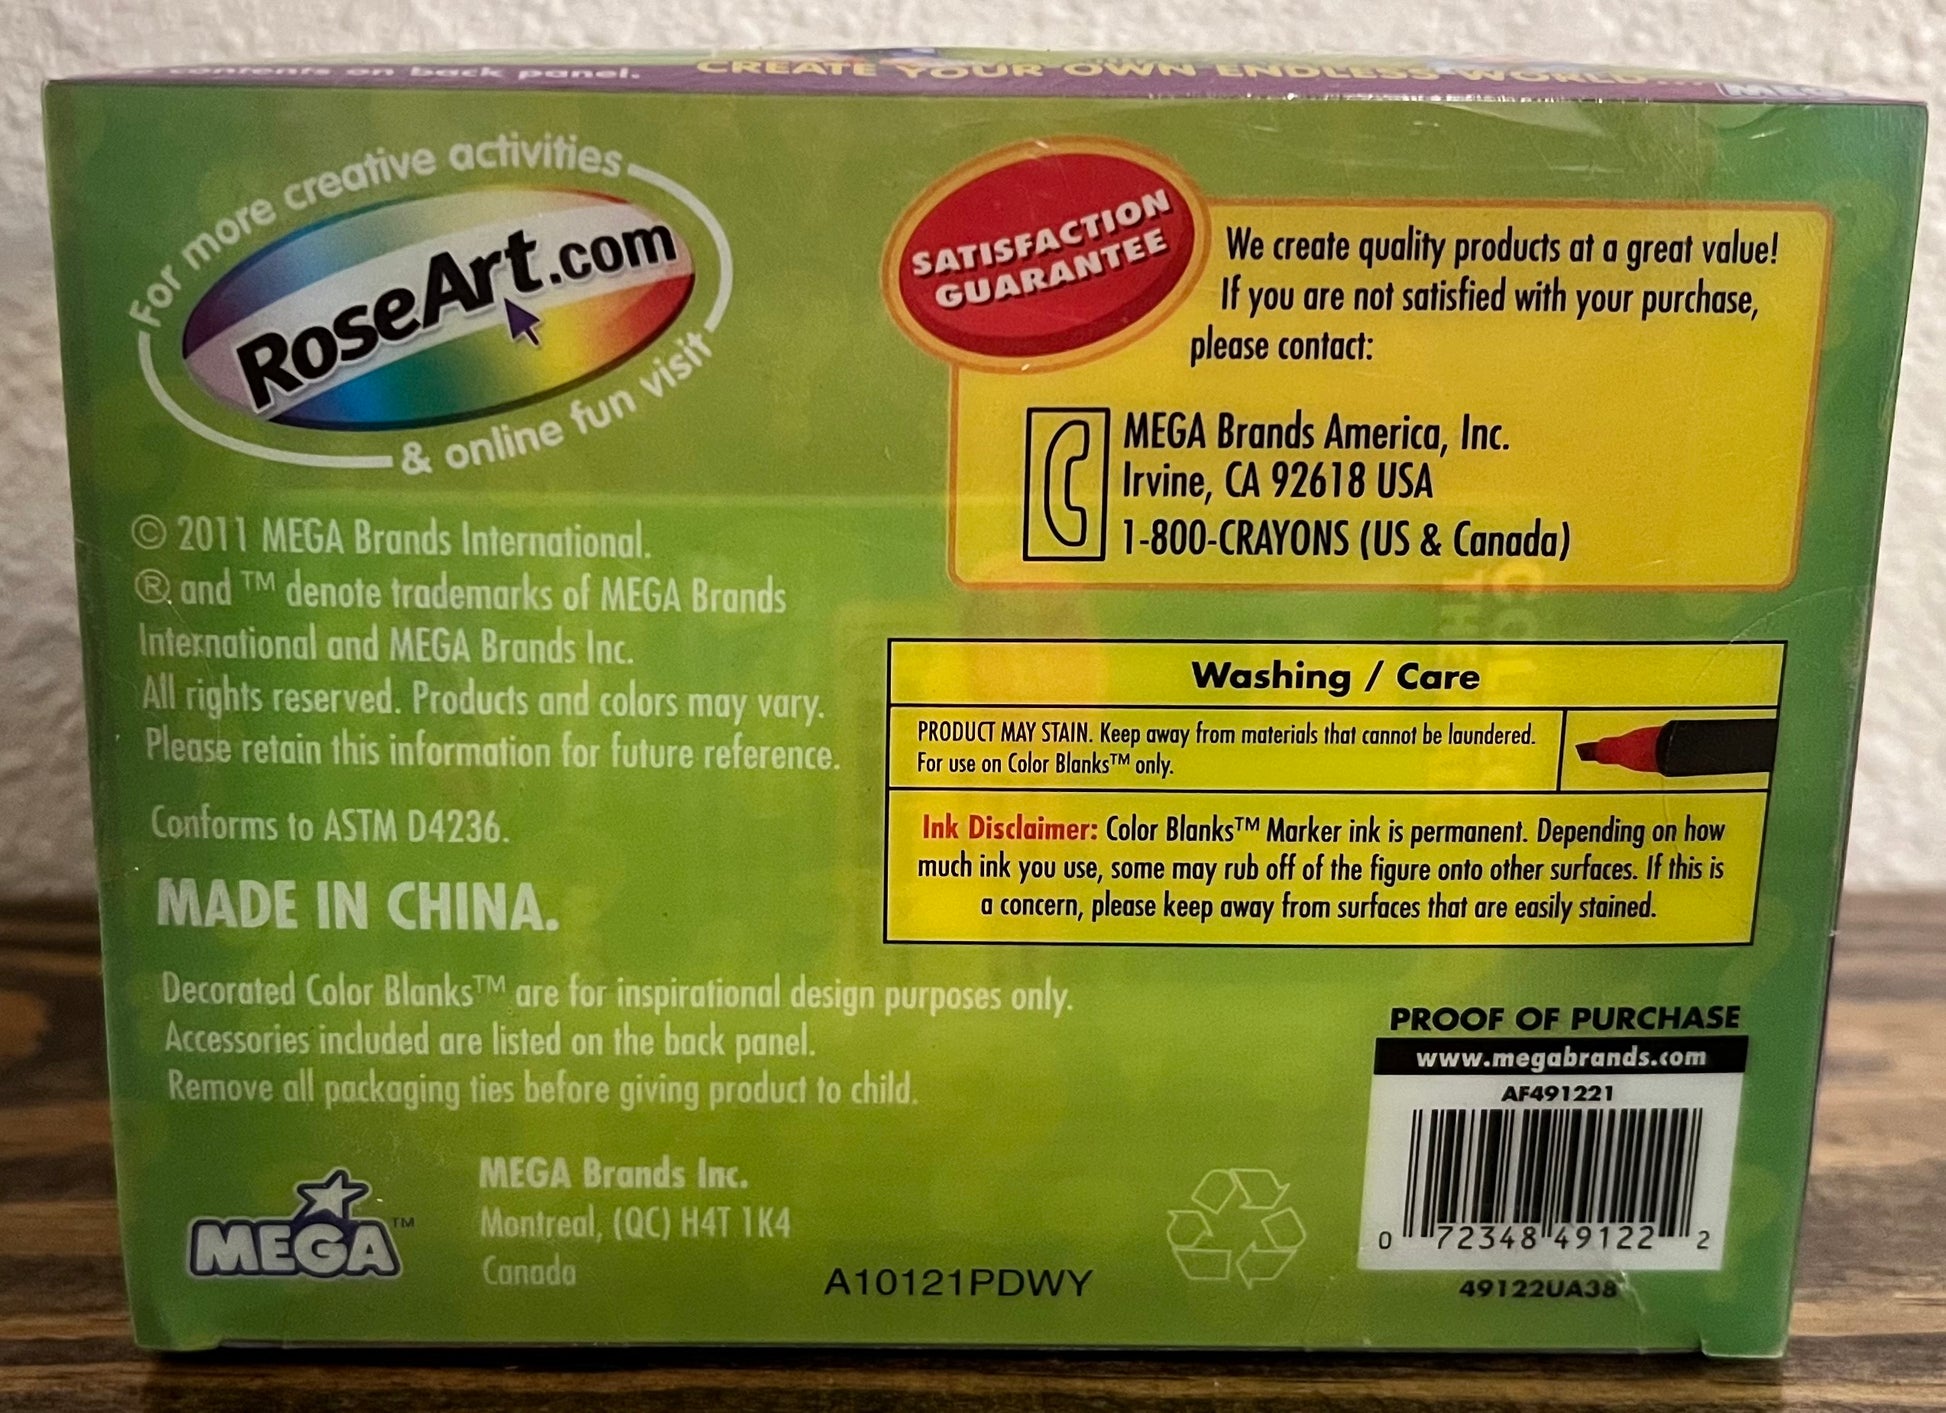 contents on back panel.
CREATE YOUR OWN ENDLESS WORLD...
MEGA
For more creative activities
RoseArt.com
& online fun visit
© 2011 MEGA Brands International.
® and ™ denote trademarks of MEGA Brands
International and MEGA Brands Inc.
All rights reserved. Products and colors may vary.
Please retain this information for future reference.
Conforms to ASTM D4236.
MADE IN CHINA.
Decorated Color Blanks™ are for inspirational design purposes only.
Accessories included are listed on the back panel.
Remove all packaging ties before giving product to child.
MEGA™
MEGA Brands Inc.
Montreal, (QC) H4T 1K4
Canada
A10121PDWY
SATISFACTION
GUARANTEE
We create quality products at a great value!
If you are not satisfied with your purchase,
please contact:
MEGA Brands America, Inc.
Irvine, CA 92618 USA
1-800-CRAYONS (US & Canada)
Washing / Care
PRODUCT MAY STAIN. Keep away from materials that cannot be laundered.
For use on Color Blanks™ only.
Ink Disclaimer: Color Blanks™ Marker ink is permanent. Depending on how
much ink you use, some may rub off of the figure onto other surfaces. If this is
a concern, please keep away from surfaces that are easily stained.
PROOF OF PURCHASE
www.megabrands.com
AF491221
0 72348 49122 2
49122UA38